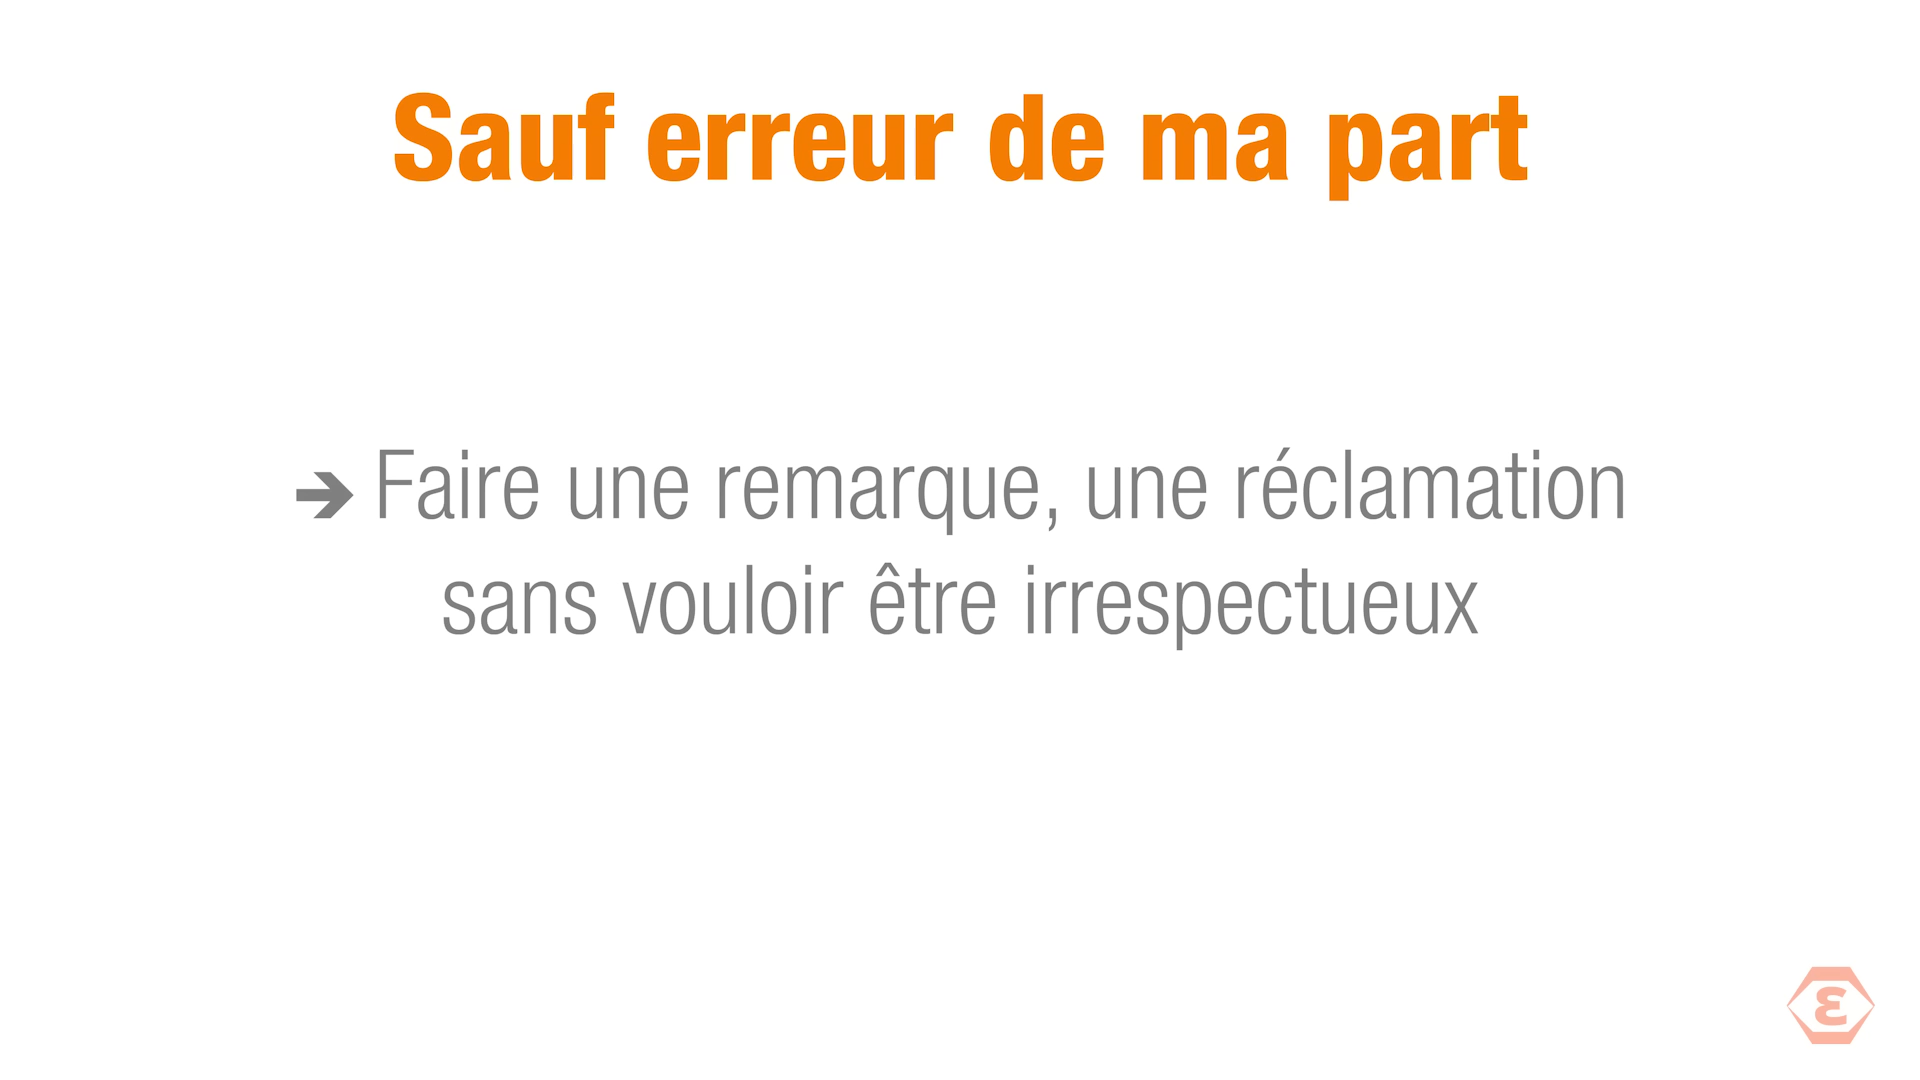 Sauf erreur de ma part
➔ Faire une remarque, une réclamation
sans vouloir être irrespectueux
ε